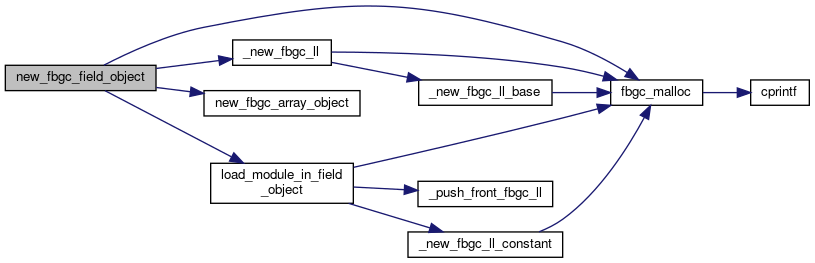 new_fbgc_field_object
_new_fbgc_ll
new_fbgc_array_object
load_module_in_field
_object
_new_fbgc_ll_base
_push_front_fbgc_ll
_new_fbgc_ll_constant
fbgc_malloc
cprintf